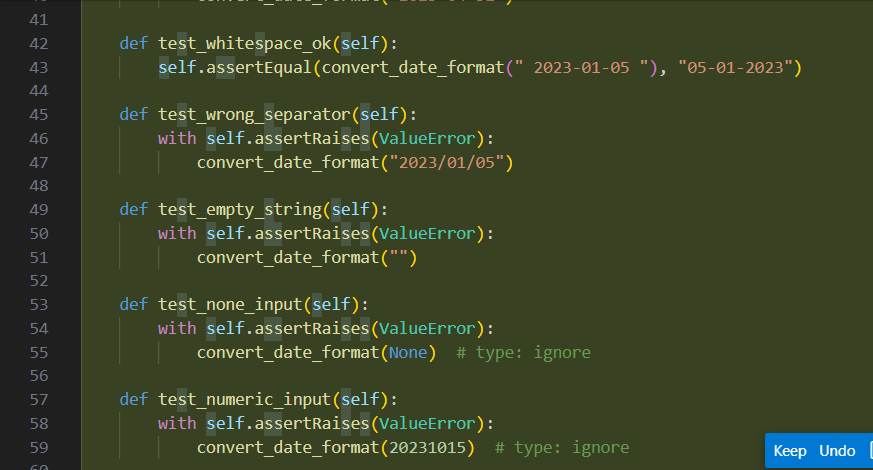 41
42 def test_whitespace_ok(self):
43 self.assertEqual(convert_date_format(" 2023-01-05 "), "05-01-2023")
44
45 def test_wrong_separator(self):
46 with self.assertRaises(ValueError):
47 convert_date_format("2023/01/05")
48
49 def test_empty_string(self):
50 with self.assertRaises(ValueError):
51 convert_date_format("")
52
53 def test_none_input(self):
54 with self.assertRaises(ValueError):
55 convert_date_format(None)  # type: ignore
56
57 def test_numeric_input(self):
58 with self.assertRaises(ValueError):
59 convert_date_format(20231015)  # type: ignore
Keep Undo